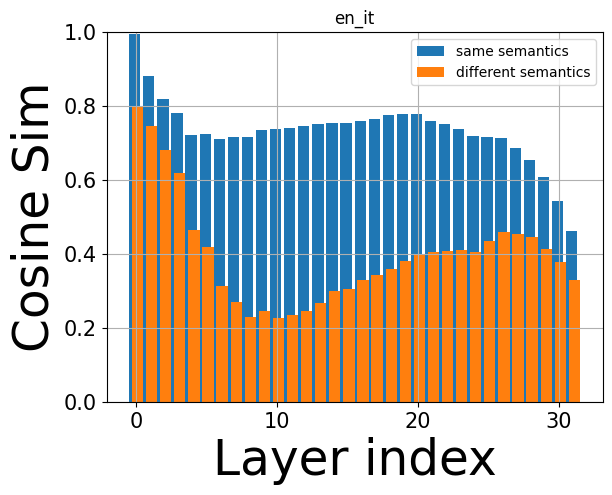 en_it
same semantics
different semantics
Cosine Sim
1.0
0.8
0.6
0.4
0.2
0.0
0 10 20 30
Layer index